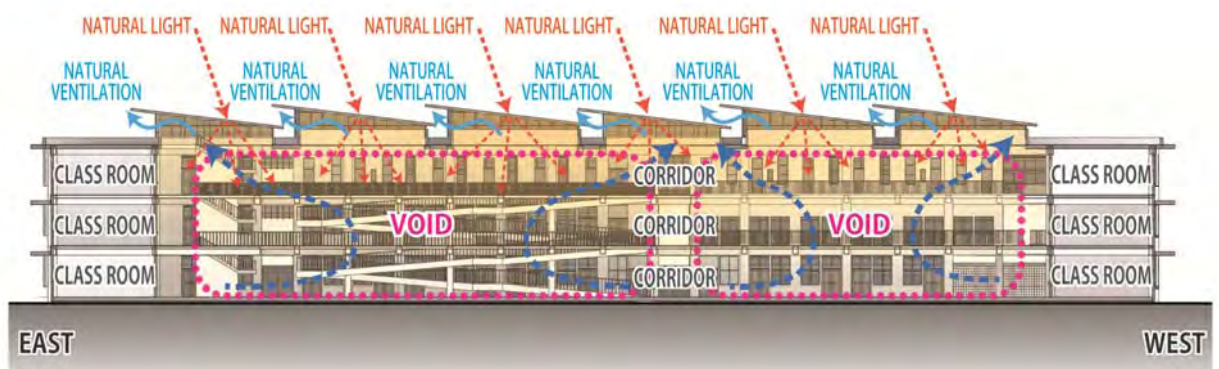 NATURAL LIGHT NATURAL LIGHT NATURAL LIGHT NATURAL LIGHT NATURAL LIGHT NATURAL LIGHT
NATURAL VENTILATION
NATURAL VENTILATION
NATURAL VENTILATION
NATURAL VENTILATION
NATURAL VENTILATION
NATURAL VENTILATION
CLASS ROOM CORRIDOR CLASS ROOM
CLASS ROOM VOID CORRIDOR VOID CLASS ROOM
CLASS ROOM CORRIDOR CLASS ROOM
EAST WEST